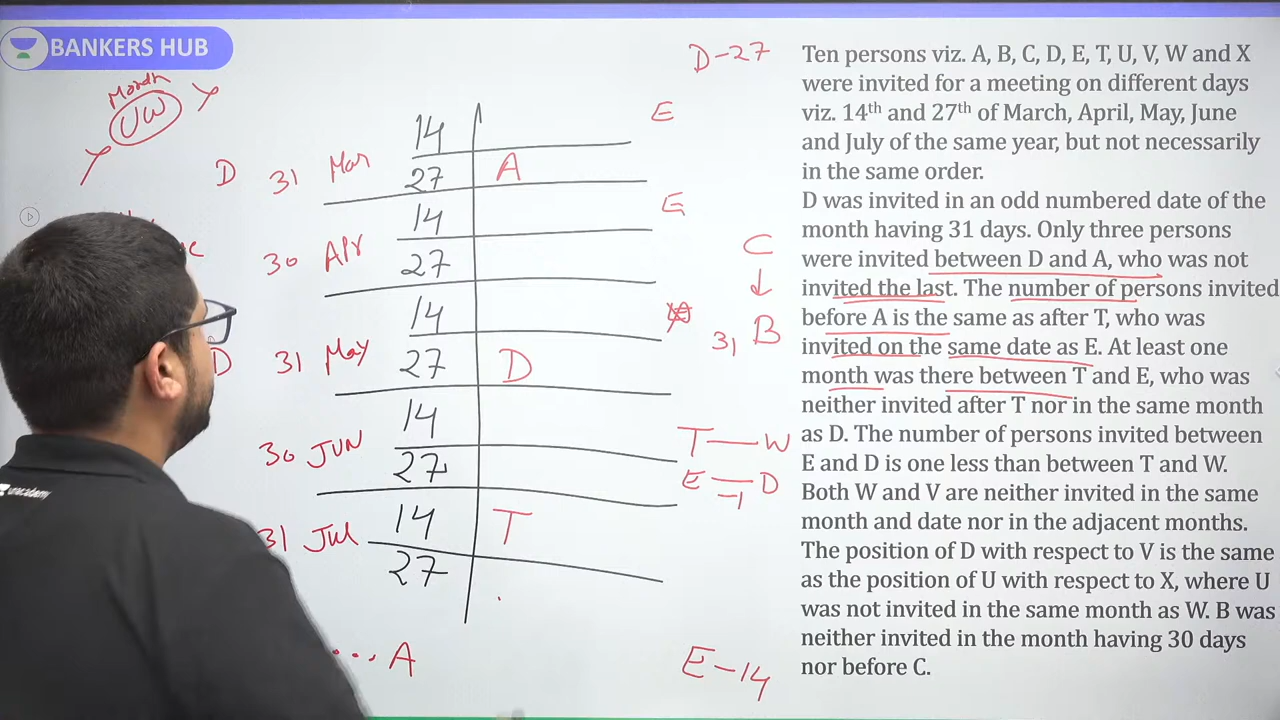 BANKERS HUB
Month
UW
D-27
E
14
D 31 Mar 27 A
14
E
30 Apr 27
C
14
31 B
D 31 May 27 D
14
T — W
30 JUN 27
E — D
-1
31 Jul 14 T
27
... A
E-14
unacademy
Ten persons viz. A, B, C, D, E, T, U, V, W and X
were invited for a meeting on different days
viz. 14th and 27th of March, April, May, June
and July of the same year, but not necessarily
in the same order.
D was invited in an odd numbered date of the
month having 31 days. Only three persons
were invited between D and A, who was not
invited the last. The number of persons invited
before A is the same as after T, who was
invited on the same date as E. At least one
month was there between T and E, who was
neither invited after T nor in the same month
as D. The number of persons invited between
E and D is one less than between T and W.
Both W and V are neither invited in the same
month and date nor in the adjacent months.
The position of D with respect to V is the same
as the position of U with respect to X, where U
was not invited in the same month as W. B was
neither invited in the month having 30 days
nor before C.